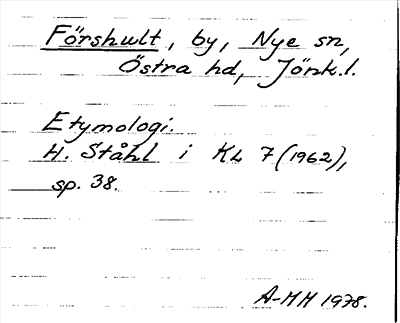 Förshult, by, Nye sn,
Östra hd, Jönk.l.
Etymologi.
H. Ståhl i KL 7 (1962),
sp. 38.
A-MH 1978.